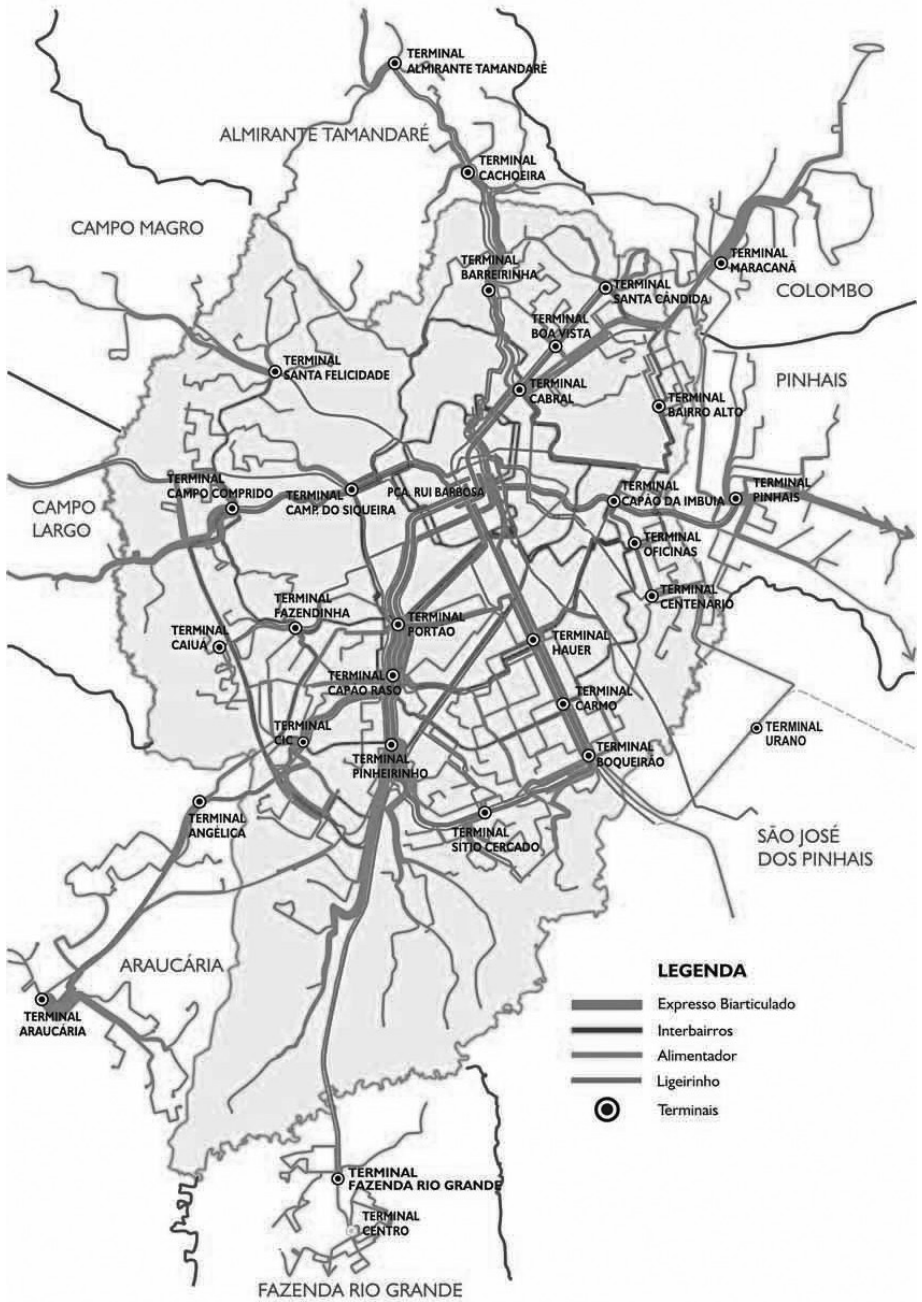 TERMINAL
ALMIRANTE TAMANDARÉ
ALMIRANTE TAMANDARÉ
TERMINAL
CACHOEIRA
CAMPO MAGRO
TERMINAL
BARREIRINHA
TERMINAL
MARACANÃ
TERMINAL
SANTA CÂNDIDA
COLOMBO
TERMINAL
BOA VISTA
TERMINAL
SANTA FELICIDADE
PINHAIS
TERMINAL
CABRAL
TERMINAL
BAIRRO ALTO
TERMINAL
CAMPO COMPRIDO
TERMINAL
CAMP. DO SIQUEIRA
PÇA. RUI BARBOSA
TERMINAL
CAPÃO DA IMBUIA
TERMINAL
PINHAIS
CAMPO
LARGO
TERMINAL
OFICINAS
TERMINAL
CENTENÁRIO
TERMINAL
FAZENDINHA
TERMINAL
PORTÃO
TERMINAL
CAIUÁ
TERMINAL
HAUER
TERMINAL
CAPÃO RASO
TERMINAL
CARMO
TERMINAL
CIC
TERMINAL
URANO
TERMINAL
PINHEIRINHO
TERMINAL
BOQUEIRÃO
TERMINAL
ANGÉLICA
TERMINAL
SÍTIO CERCADO
SÃO JOSÉ
DOS PINHAIS
ARAUCÁRIA
TERMINAL
ARAUCÁRIA
LEGENDA
Expresso Biarticulado
Interbairros
Alimentador
Ligeirinho
Terminais
TERMINAL
FAZENDA RIO GRANDE
TERMINAL
CENTRO
FAZENDA RIO GRANDE